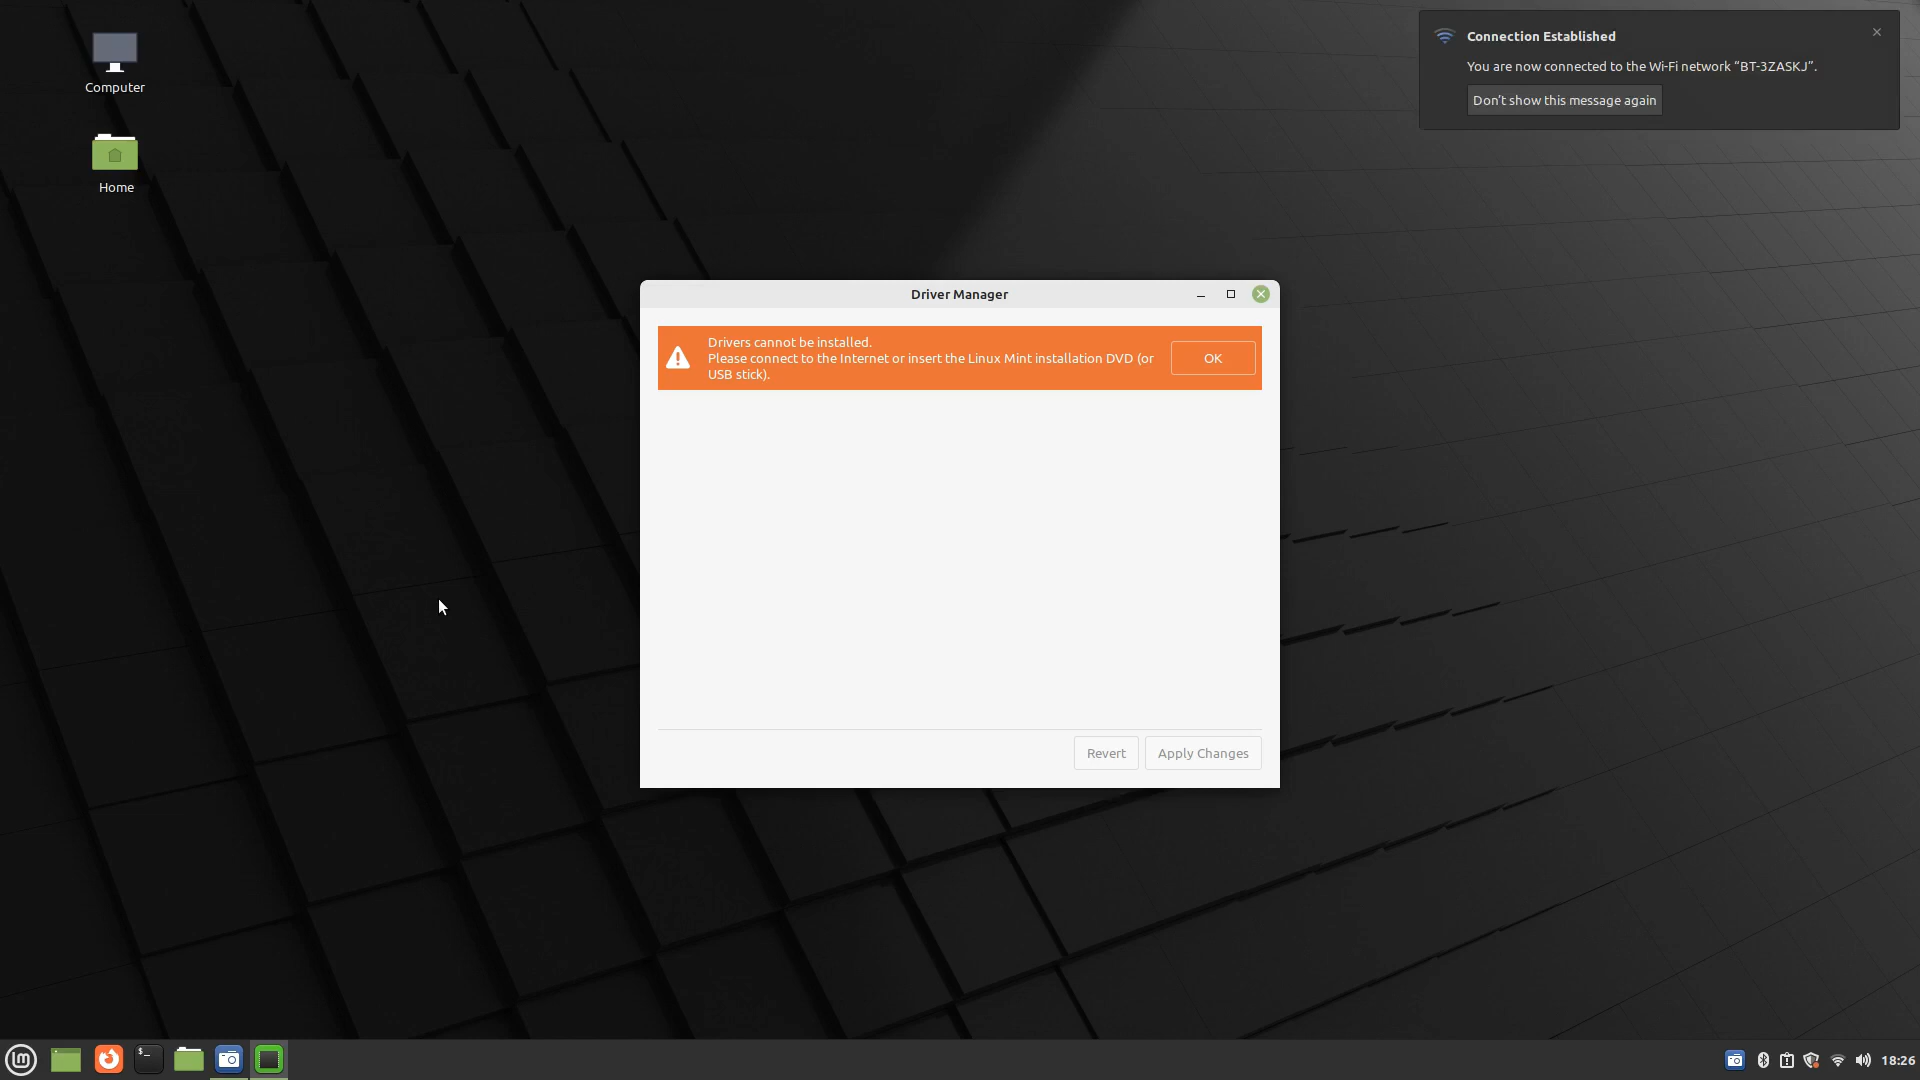 Computer
Home
Connection Established
You are now connected to the Wi-Fi network “BT-3ZASKJ”.
Don't show this message again
Driver Manager
Drivers cannot be installed.
Please connect to the Internet or insert the Linux Mint installation DVD (or
USB stick).
OK
Revert
Apply Changes
18:26